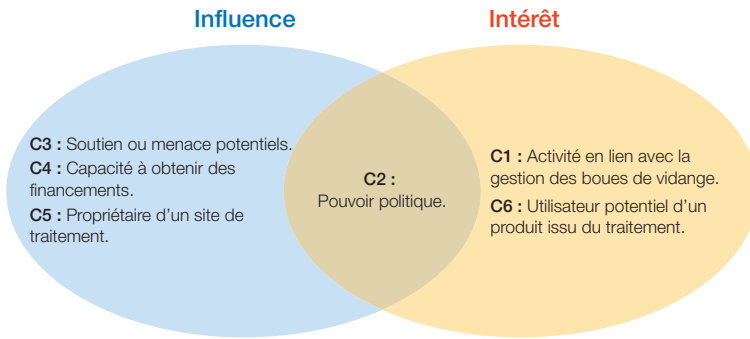 Influence
Intérêt
C3 : Soutien ou menace potentiels.
C4 : Capacité à obtenir des
financements.
C5 : Propriétaire d'un site de
traitement.
C2 :
Pouvoir politique.
C1 : Activité en lien avec la
gestion des boues de vidange.
C6 : Utilisateur potentiel d'un
produit issu du traitement.